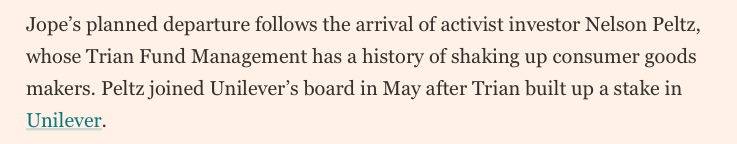 Jope’s planned departure follows the arrival of activist investor Nelson Peltz,
whose Trian Fund Management has a history of shaking up consumer goods
makers. Peltz joined Unilever’s board in May after Trian built up a stake in
Unilever.